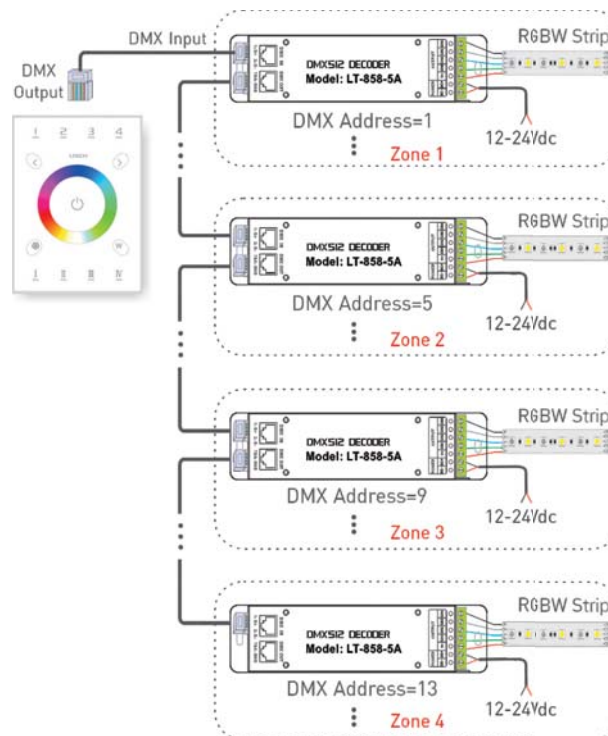 DMX Input
DMX
Output
DMX512 DECODER
Model: LT-858-5A
RGBW Strip
DMX Address=1
12-24Vdc
Zone 1
1 2 3 4
W
I II III IV
DMX512 DECODER
Model: LT-858-5A
RGBW Strip
DMX Address=5
12-24Vdc
Zone 2
DMX512 DECODER
Model: LT-858-5A
RGBW Strip
DMX Address=9
12-24Vdc
Zone 3
DMX512 DECODER
Model: LT-858-5A
RGBW Strip
DMX Address=13
12-24Vdc
Zone 4